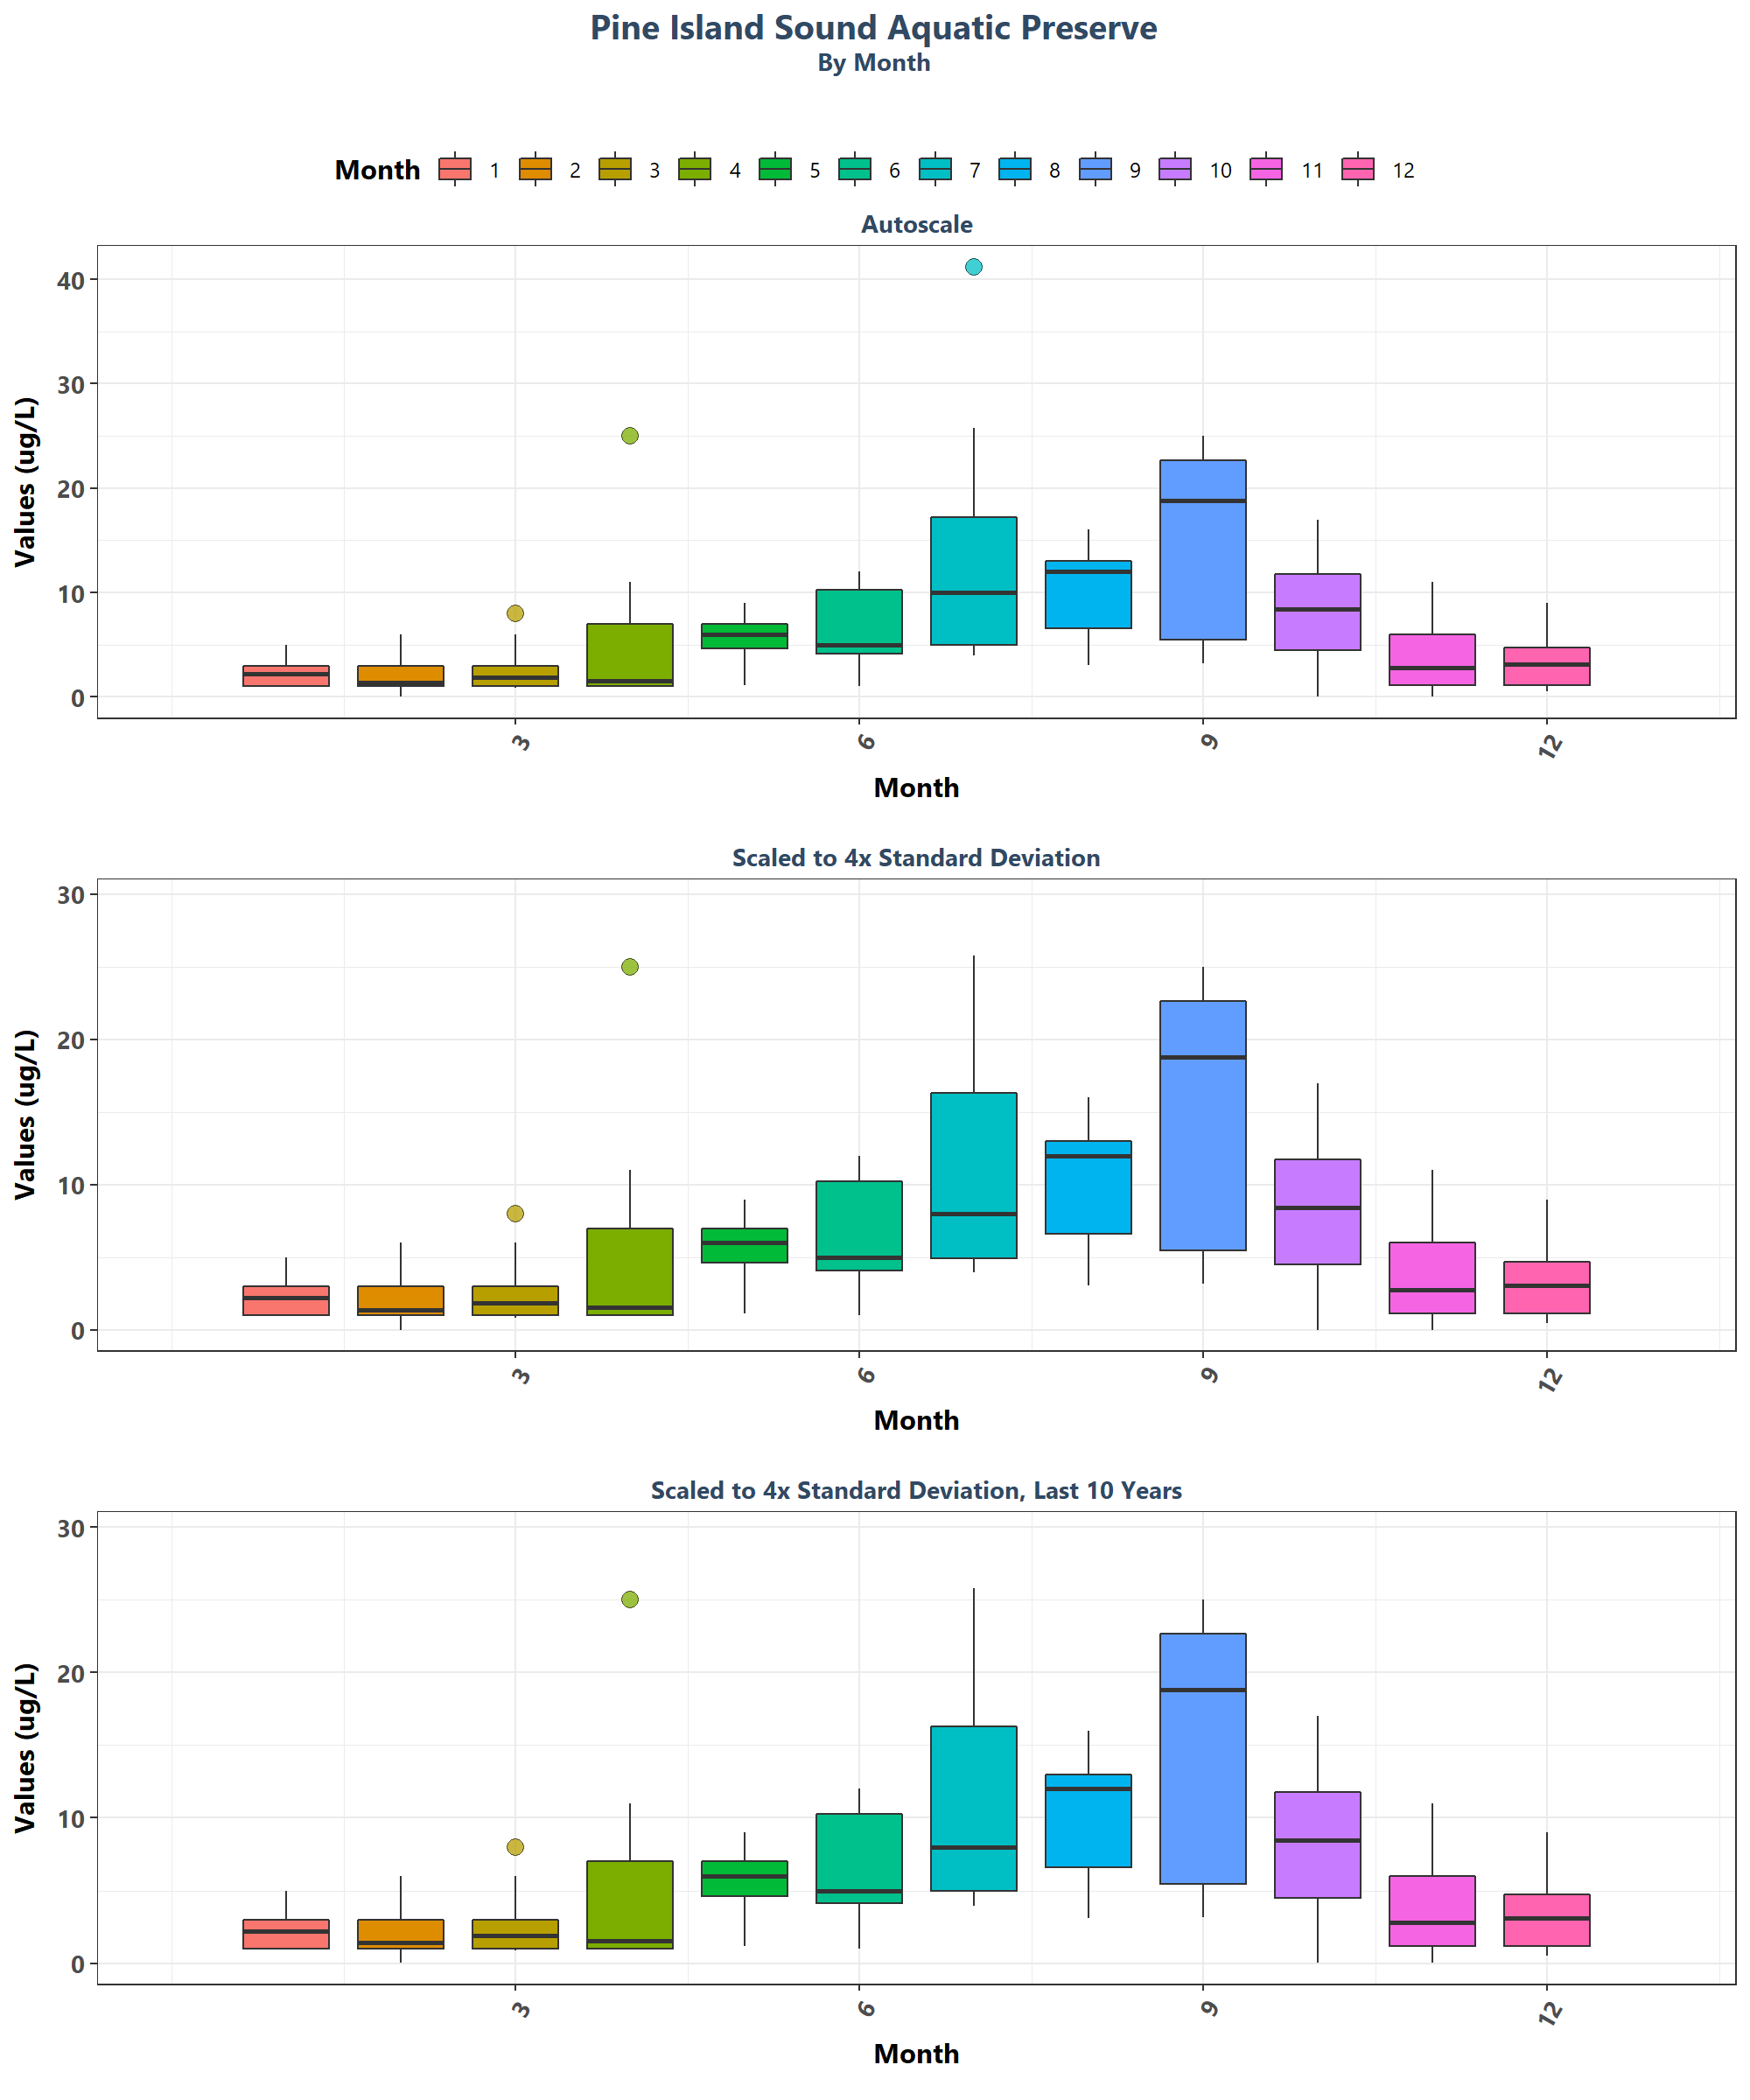 Pine Island Sound Aquatic Preserve
By Month
Month 1 2 3 4 5 6 7 8 9 10 11 12
Autoscale
Values (ug/L)
40
30
20
10
0
3 6 9 12
Month
Scaled to 4x Standard Deviation
Values (ug/L)
30
20
10
0
3 6 9 12
Month
Scaled to 4x Standard Deviation, Last 10 Years
Values (ug/L)
30
20
10
0
3 6 9 12
Month